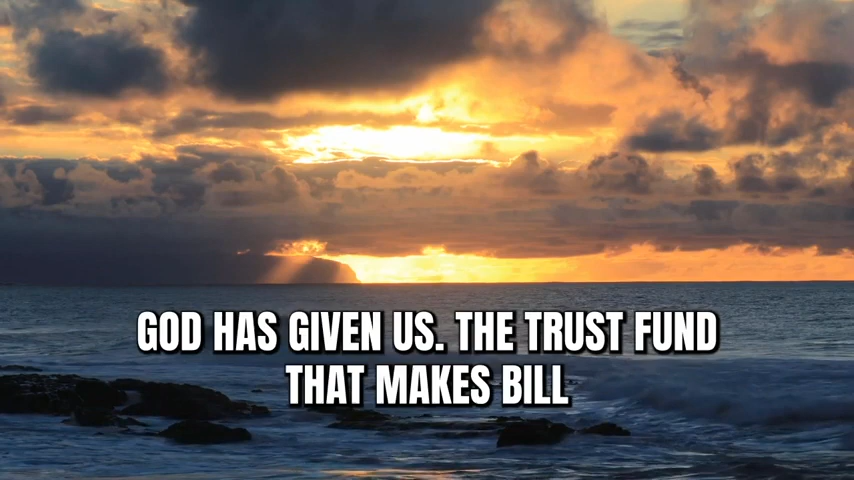 GOD HAS GIVEN US. THE TRUST FUND
THAT MAKES BILL